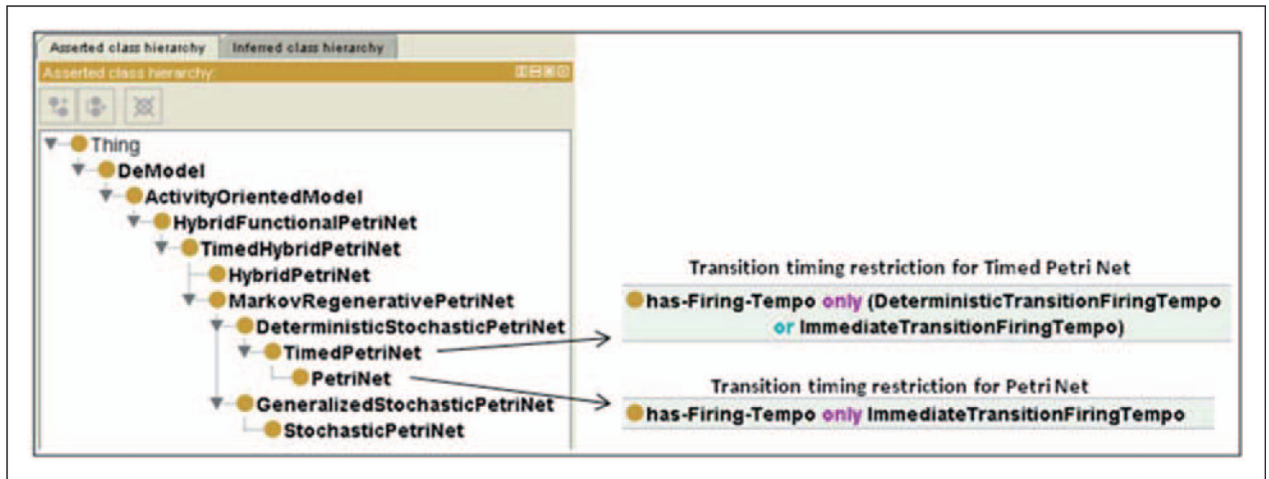 Asserted class hierarchy Inferred class hierarchy
Asserted class hierarchy:
Thing
DeModel
ActivityOrientedModel
HybridFunctionalPetriNet
TimedHybridPetriNet
HybridPetriNet
MarkovRegenerativePetriNet
DeterministicStochasticPetriNet
TimedPetriNet
PetriNet
GeneralizedStochasticPetriNet
StochasticPetriNet
Transition timing restriction for Timed Petri Net
has-Firing-Tempo only (DeterministicTransitionFiringTempo
or ImmediateTransitionFiringTempo)
Transition timing restriction for Petri Net
has-Firing-Tempo only ImmediateTransitionFiringTempo